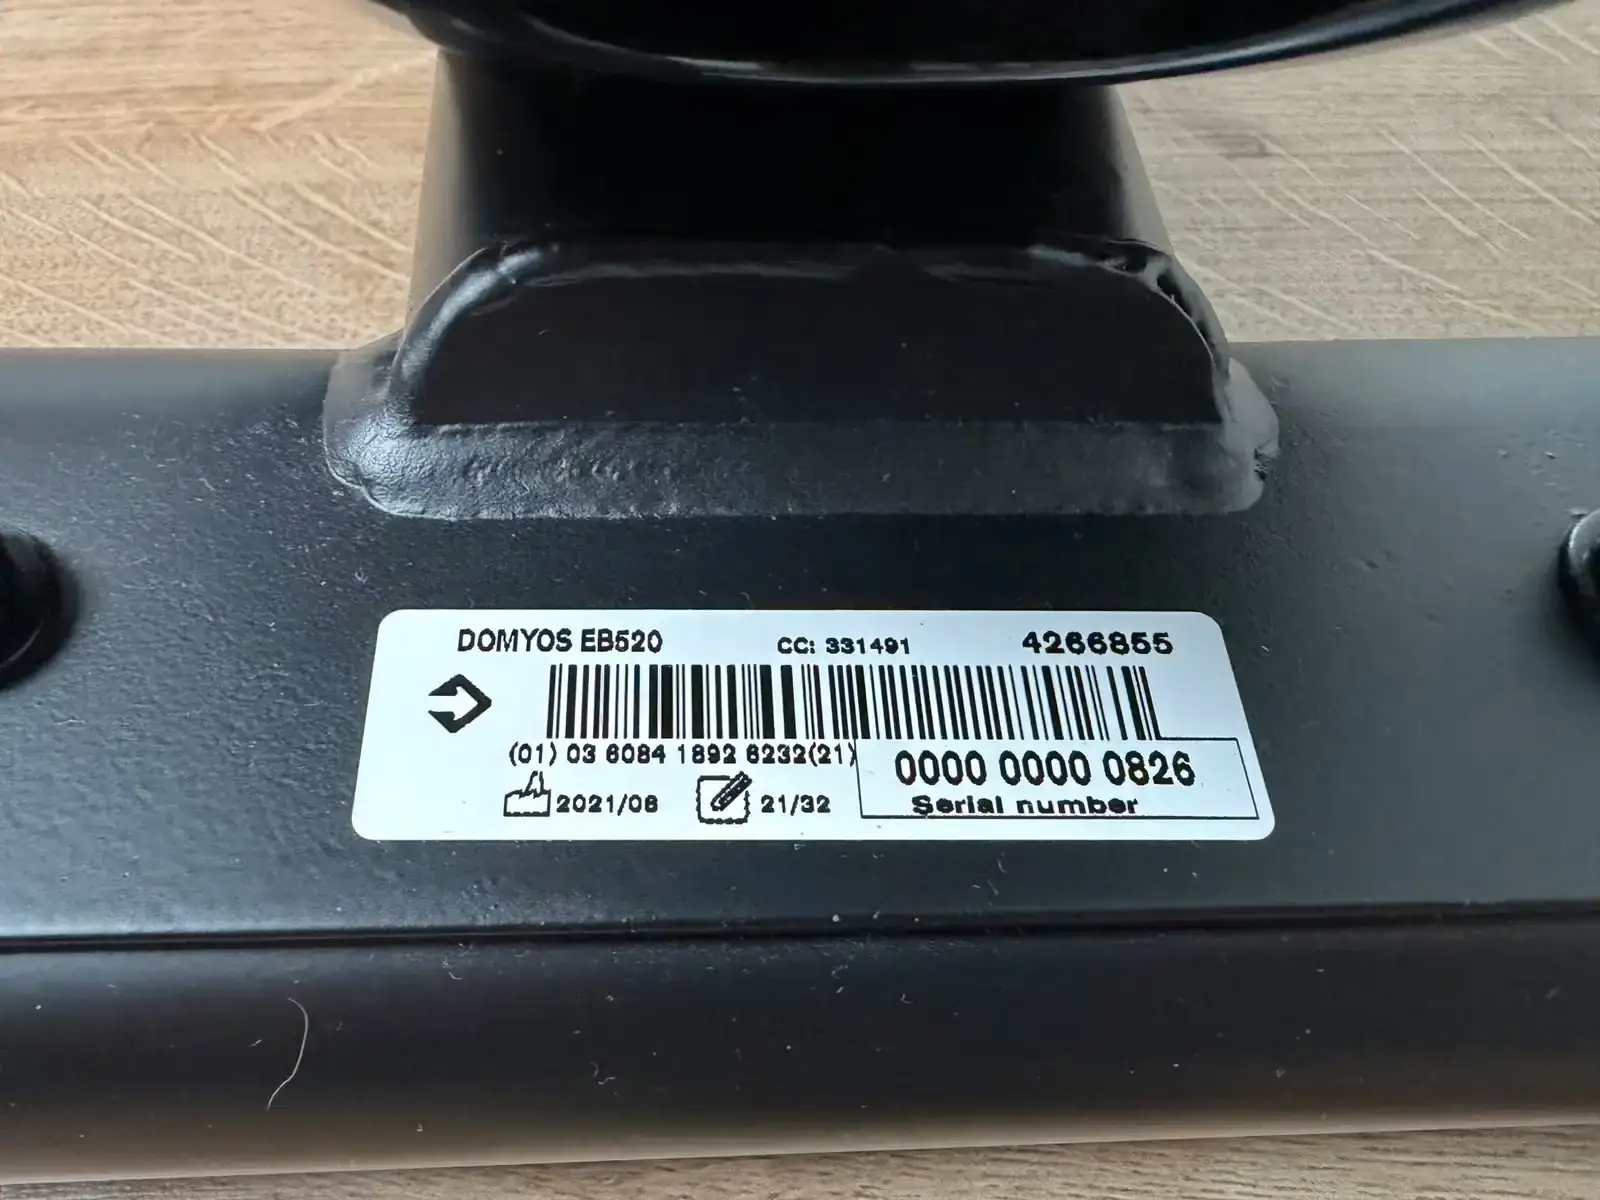 DOMYOS EB520 CC: 331491 4266855
(01) 03 6084 1892 6232(21)
0000 0000 0826
2021/08 21/32 Serial number